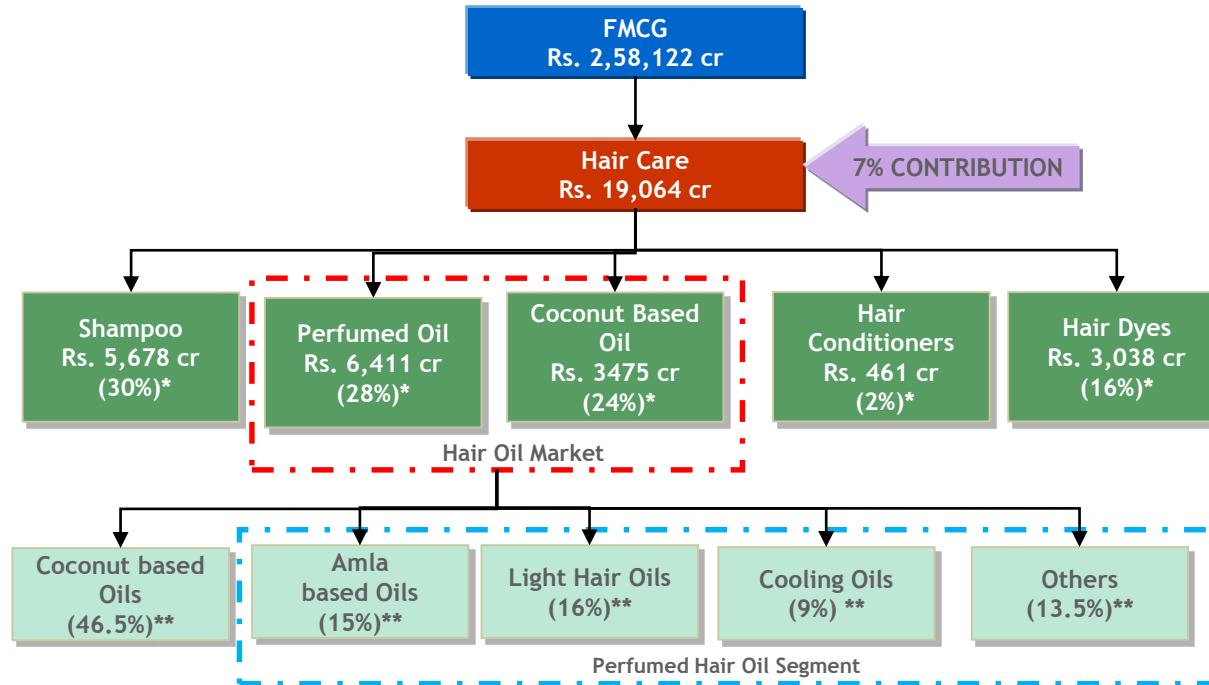 FMCG
Rs. 2,58,122 cr
Hair Care
Rs. 19,064 cr
7% CONTRIBUTION
Shampoo
Rs. 5,678 cr
(30%)*
Perfumed Oil
Rs. 6,411 cr
(28%)*
Coconut Based
Oil
Rs. 3475 cr
(24%)*
Hair
Conditioners
Rs. 461 cr
(2%)*
Hair Dyes
Rs. 3,038 cr
(16%)*
Hair Oil Market
Coconut based
Oils
(46.5%)**
Amla
based Oils
(15%)**
Light Hair Oils
(16%)**
Cooling Oils
(9%) **
Others
(13.5%)**
Perfumed Hair Oil Segment